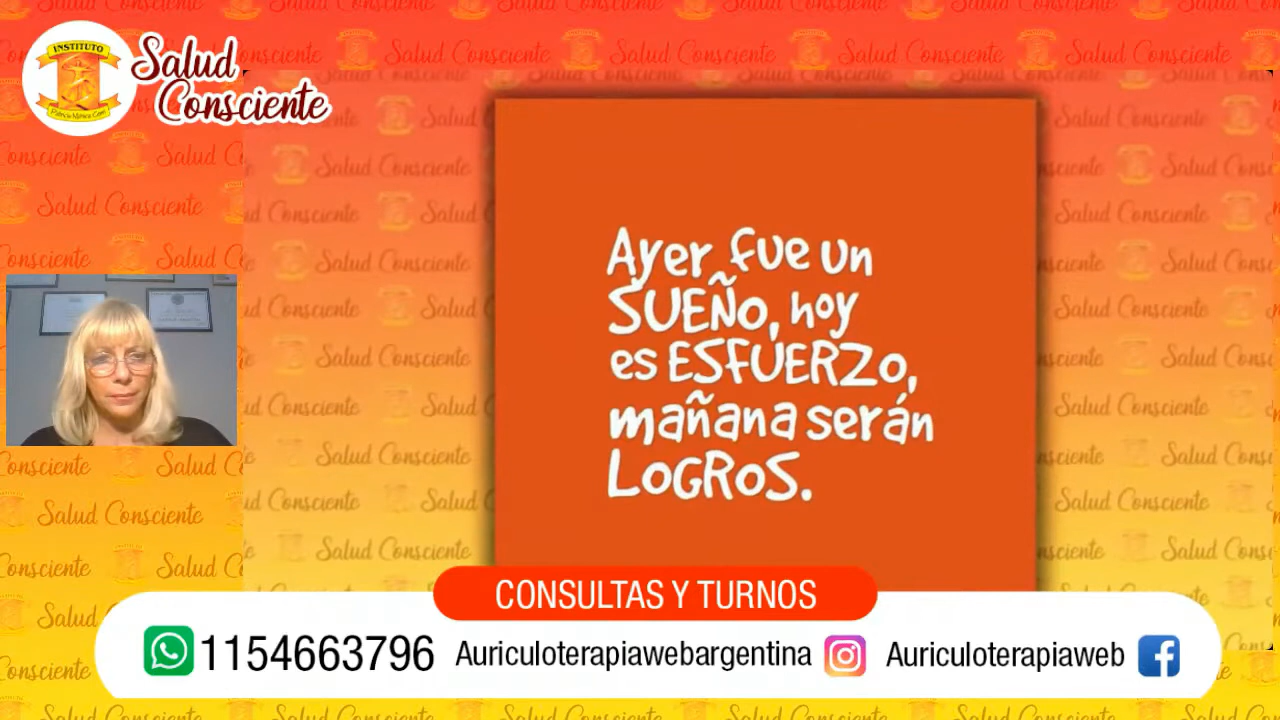 INSTITUTO
Salud
Consciente
Ayer fue un
SUEÑO, hoy
es ESFUERZO,
mañana serán
LOGROS.
CONSULTAS Y TURNOS
1154663796 Auriculoterapiawebargentina Auriculoterapiaweb